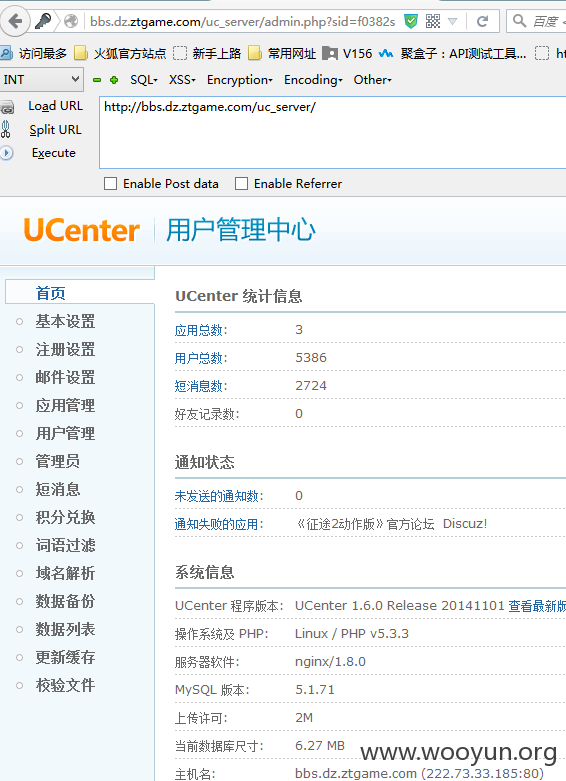 bbs.dz.ztgame.com/uc_server/admin.php?sid=f0382s
百度
访问最多 火狐官方站点 新手上路 常用网址 V156 聚盒子：API测试工具... ht
INT SQL XSS Encryption Encoding Other
Load URL
Split URL
Execute
http://bbs.dz.ztgame.com/uc_server/
Enable Post data Enable Referrer
UCenter 用户管理中心
首页
基本设置
注册设置
邮件设置
应用管理
用户管理
管理员
短消息
积分兑换
词语过滤
域名解析
数据备份
数据列表
更新缓存
校验文件
UCenter 统计信息
应用总数: 3
用户总数: 5386
短消息数: 2724
好友记录数: 0
通知状态
未发送的通知数: 0
通知失败的应用: 《征途2动作版》官方论坛 Discuz!
系统信息
UCenter 程序版本: UCenter 1.6.0 Release 20141101 查看最新版
操作系统及 PHP: Linux / PHP v5.3.3
服务器软件: nginx/1.8.0
MySQL 版本: 5.1.71
上传许可: 2M
当前数据库尺寸: 6.27 MB
主机名: bbs.dz.ztgame.com (222.73.33.185:80)
www.wooyun.org